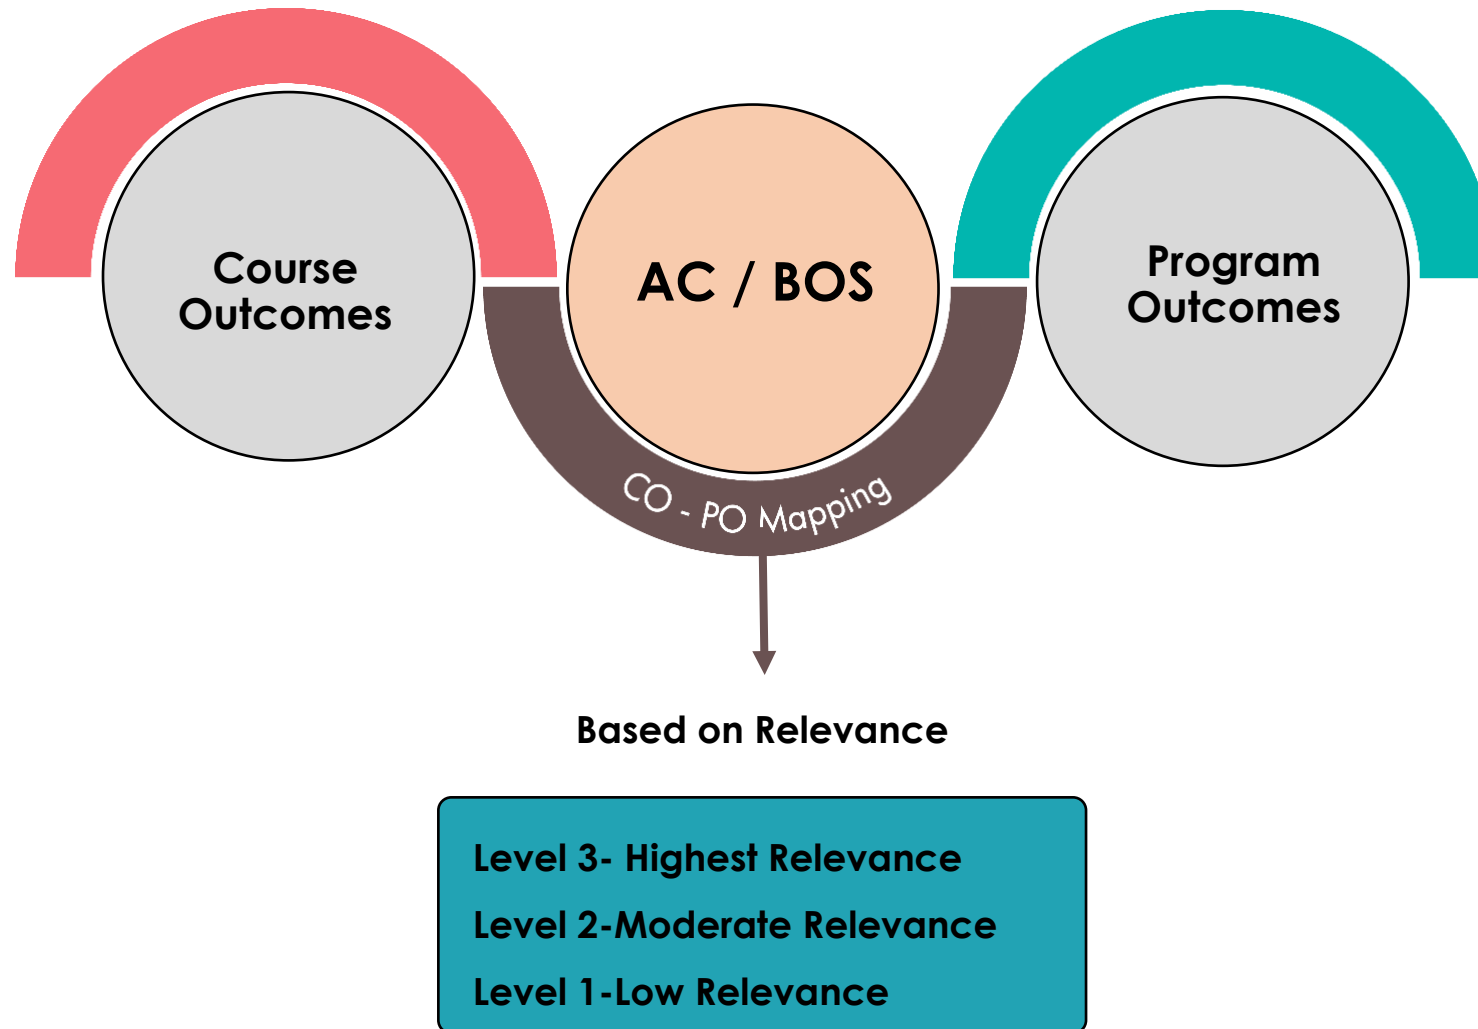 Course
Outcomes
AC / BOS
Program
Outcomes
CO - PO Mapping
Based on Relevance
Level 3- Highest Relevance
Level 2-Moderate Relevance
Level 1-Low Relevance